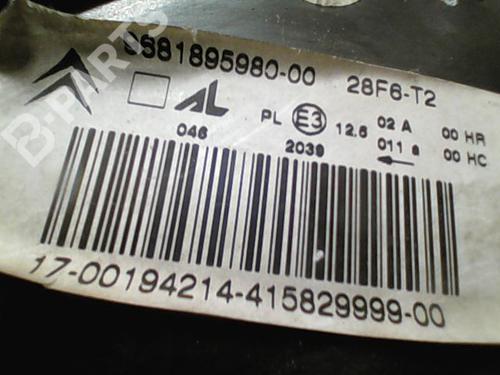 B-PARTS
9681895980-00 28F6-T2
AL PL E3 12.5 02 A 00 HR
046 2039 011 a 00 HC
17-00194214-415829999-00